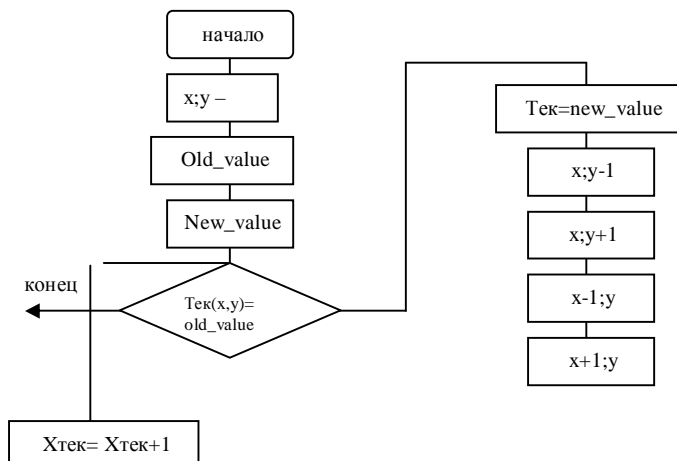 начало
x;y –
Old_value
New_value
конец
Тек(x,y)=
old_value
Xтек= Xтек+1
Тек=new_value
x;y-1
x;y+1
x-1;y
x+1;y